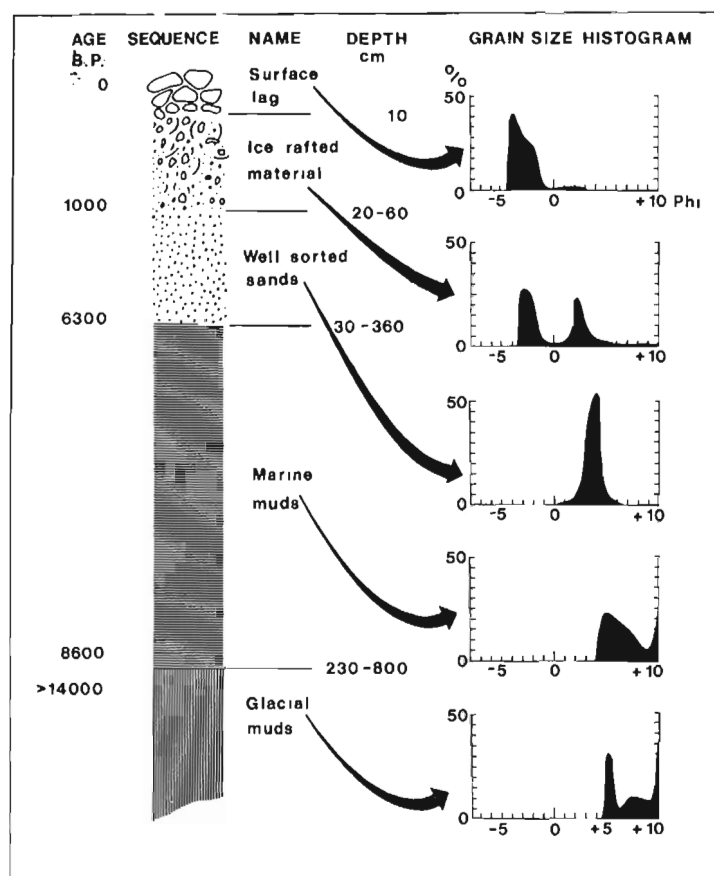 AGE SEQUENCE NAME DEPTH GRAIN SIZE HISTOGRAM
B.P. cm
0
Surface
lag
10
%
50
0
-5 0 +10 Phi
Ice rafted
material
1000
20-60
50
0
-5 0 +10
Well sorted
sands
6300
30-360
50
0
-5 0 +10
Marine
muds
50
0
-5 0 +10
8600
230-800
>14000
Glacial
muds
50
0
-5 0 +5 +10